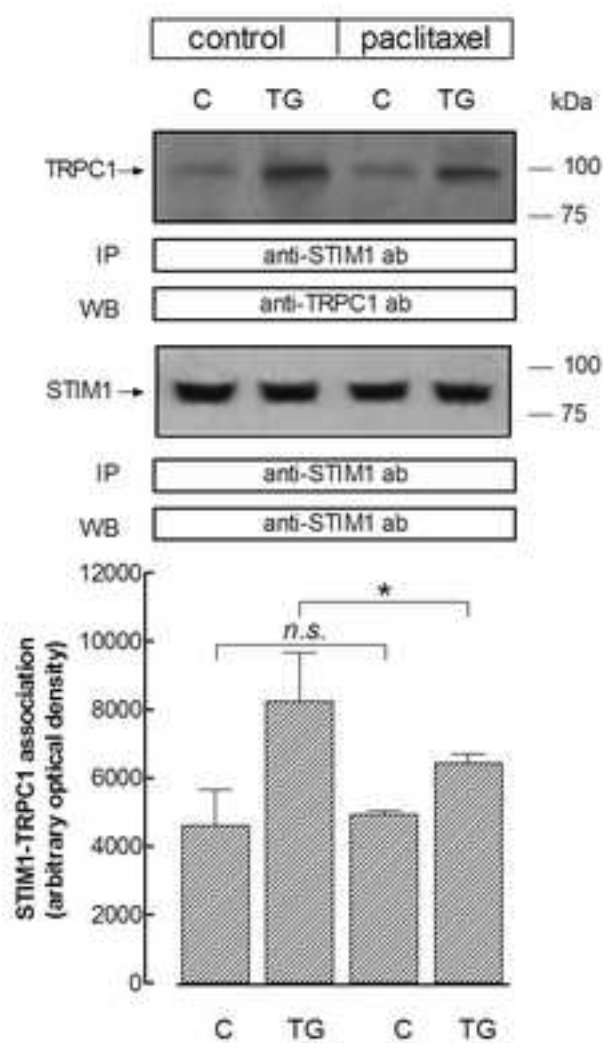 control paclitaxel
C TG C TG kDa
TRPC1→ — 100
— 75
IP anti-STIM1 ab
WB anti-TRPC1 ab
— 100
STIM1→ — 75
IP anti-STIM1 ab
WB anti-STIM1 ab
12000
*
n.s.
10000
8000
6000
4000
2000
0
STIM1-TRPC1 association
(arbitrary optical density)
C TG C TG